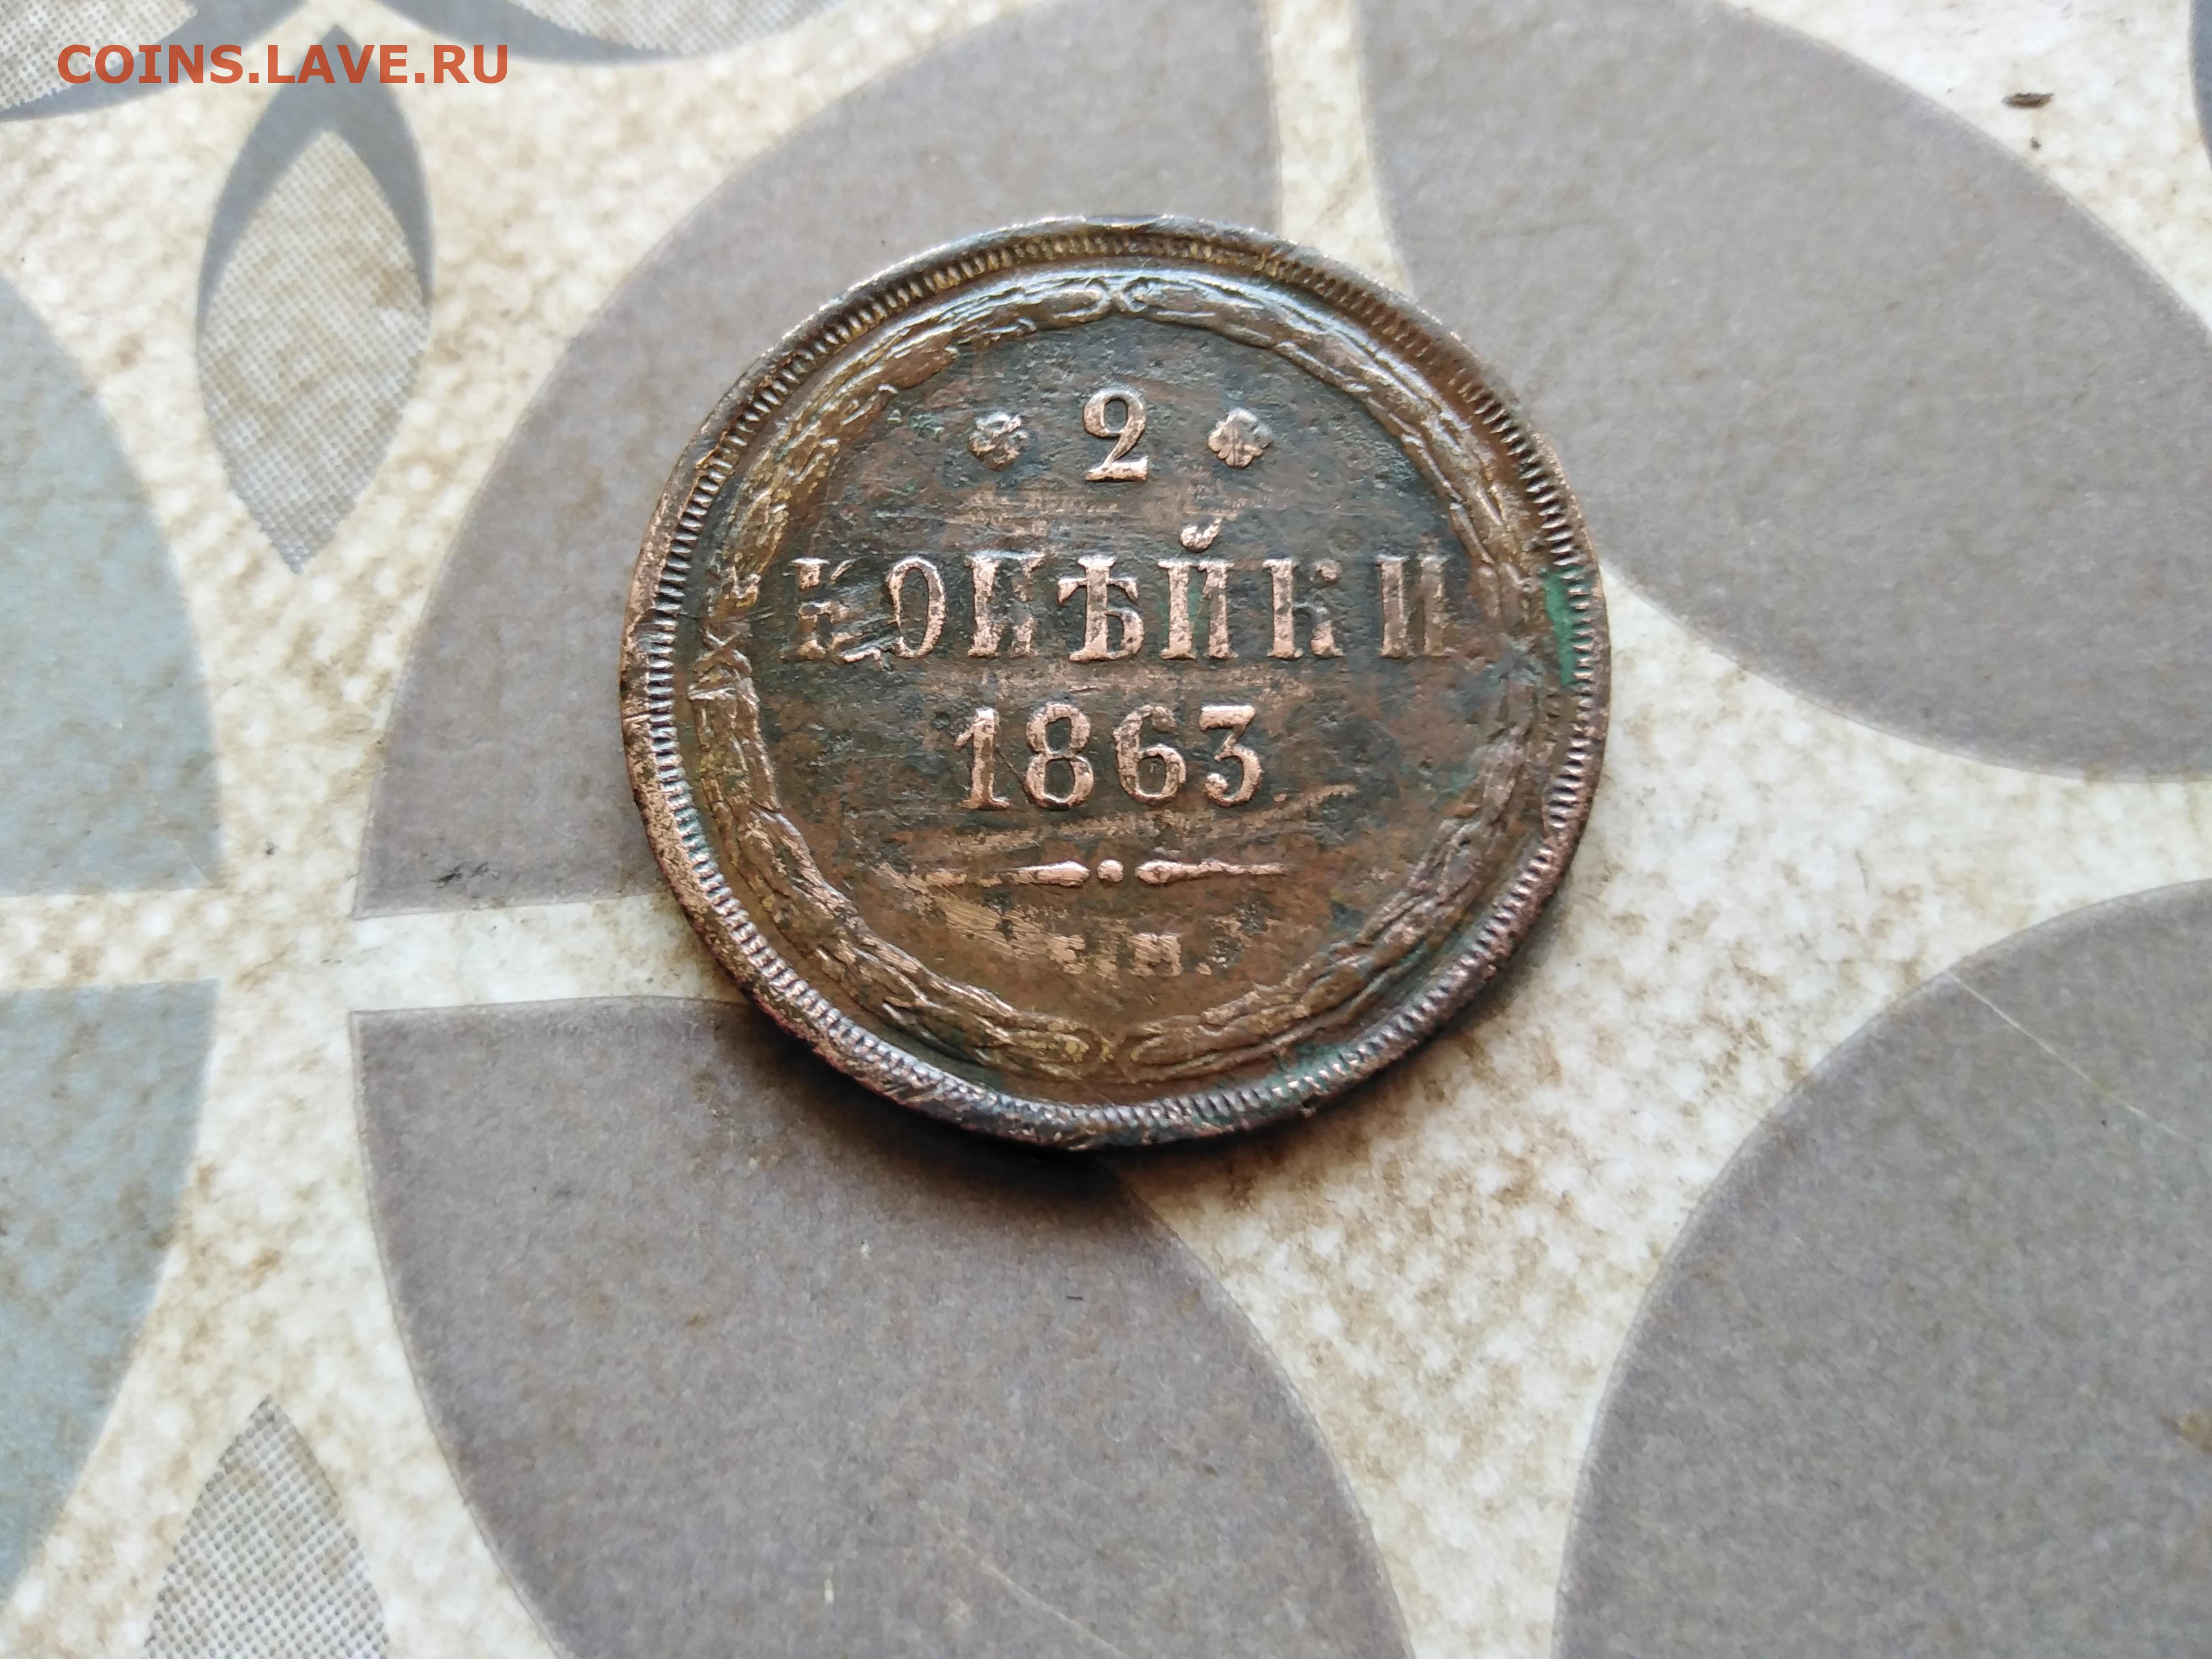 COINS.LAVE.RU
2
КОПѢЙКИ
1863
Е.М.